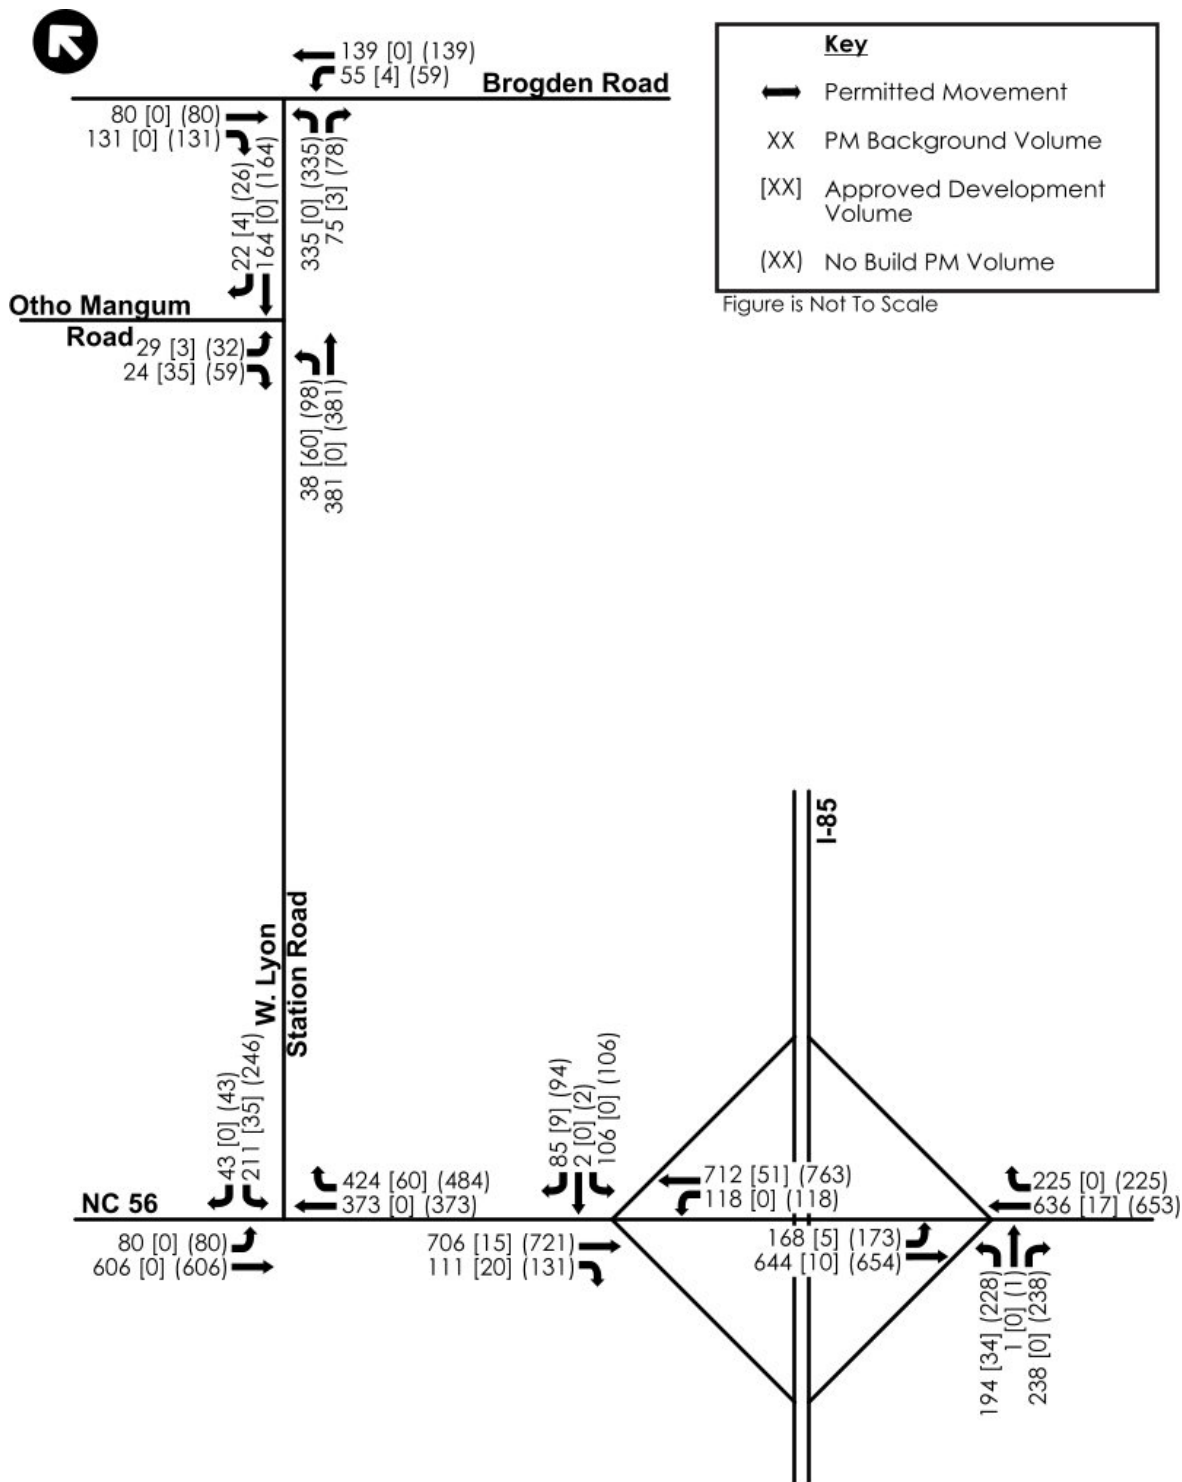 139 [0] (139)
55 [4] (59)
Brogden Road
80 [0] (80)
131 [0] (131)
22 [4] (26)
164 [0] (164)
335 [0] (335)
75 [3] (78)
Key
Permitted Movement
XX PM Background Volume
[XX] Approved Development
Volume
(XX) No Build PM Volume
Figure is Not To Scale
Otho Mangum
Road
29 [3] (32)
24 [35] (59)
38 [60] (98)
381 [0] (381)
I-85
W. Lyon
Station Road
43 [0] (43)
211 [35] (246)
424 [60] (484)
373 [0] (373)
NC 56
80 [0] (80)
606 [0] (606)
85 [9] (94)
2 [0] (2)
106 [0] (106)
706 [15] (721)
111 [20] (131)
712 [51] (763)
118 [0] (118)
168 [5] (173)
644 [10] (654)
225 [0] (225)
636 [17] (653)
194 [34] (228)
1 [0] (1)
238 [0] (238)